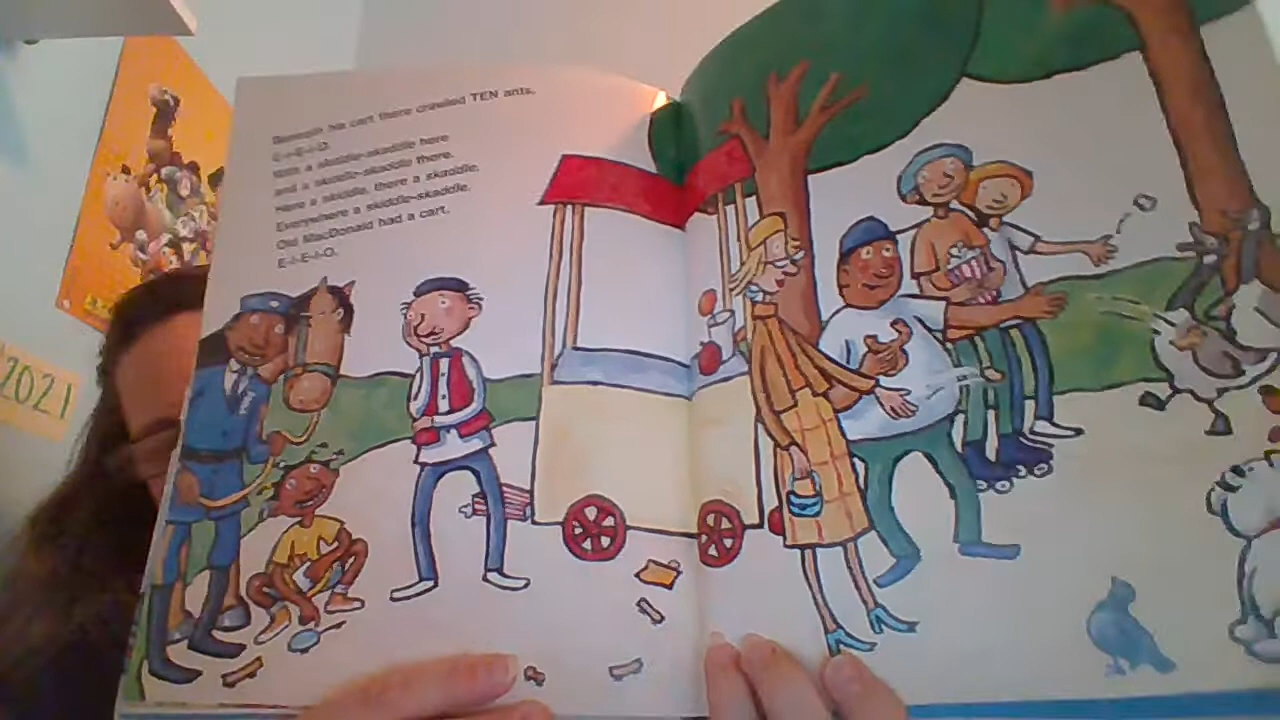 Beneath his cart there crawled TEN ants,
E-I-E-I-O.
With a skiddle-skaddle here
and a skiddle-skaddle there.
Here a skiddle, there a skaddle.
Everywhere a skiddle-skaddle.
Old MacDonald had a cart,
E-I-E-I-O.
2021